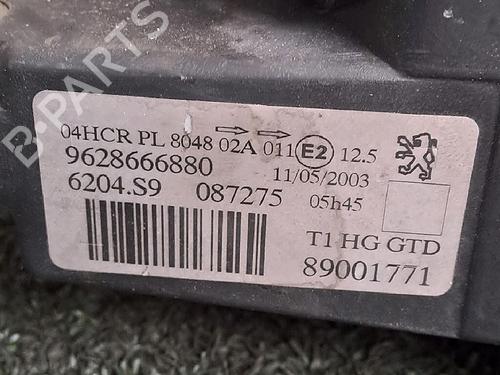 04HCR PL 8048 02A 011 E2 12.5
9628666880 11/05/2003
6204.S9 087275 05h45
T1 HG GTD
89001771
B-PARTS